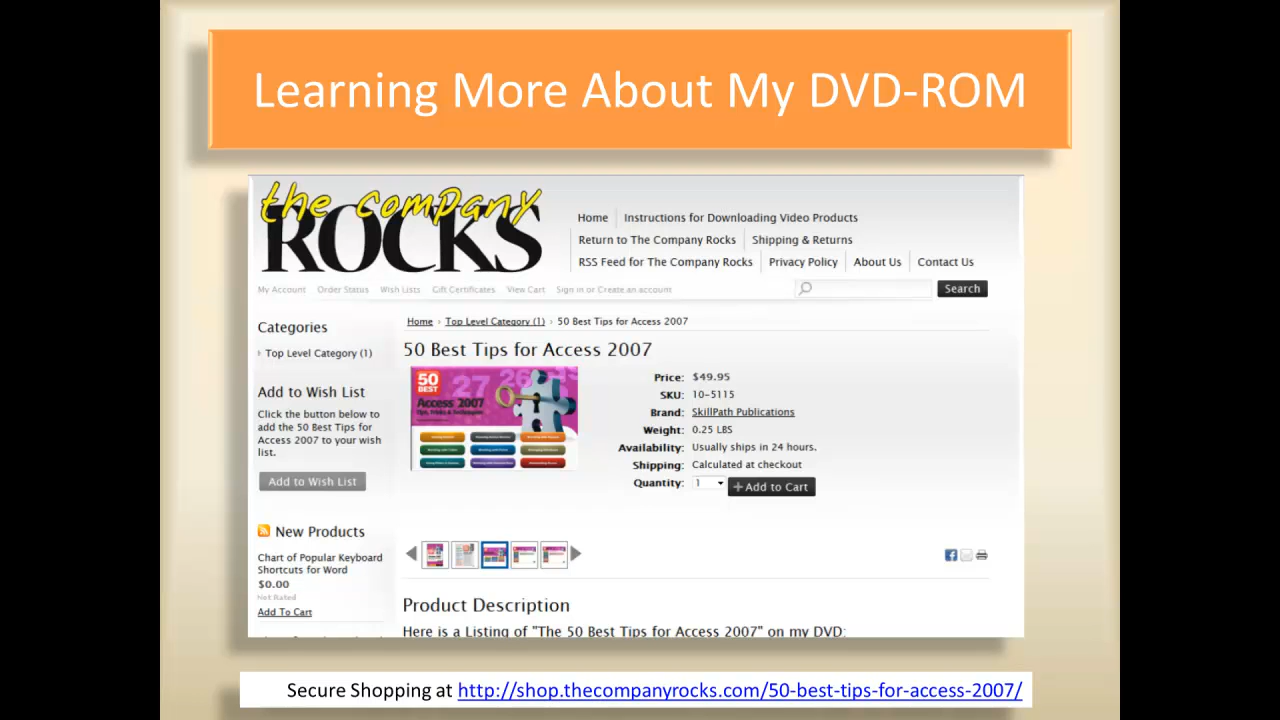 Learning More About My DVD-ROM
the company
ROCKS
Home
Instructions for Downloading Video Products
Return to The Company Rocks
Shipping & Returns
RSS Feed for The Company Rocks
Privacy Policy
About Us
Contact Us
My Account
Order Status
Wish Lists
Gift Certificates
View Cart
Sign in or Create an account
Search
Categories
Top Level Category (1)
Add to Wish List
Click the button below to
add the 50 Best Tips for
Access 2007 to your wish
list.
Add to Wish List
New Products
Chart of Popular Keyboard
Shortcuts for Word
$0.00
Not Rated
Add To Cart
Home › Top Level Category (1) › 50 Best Tips for Access 2007
50 Best Tips for Access 2007
50
BEST
27
26
Access 2007
Tips, Tricks & Techniques
Price: $49.95
SKU: 10-5115
Brand: SkillPath Publications
Weight: 0.25 LBS
Availability: Usually ships in 24 hours.
Shipping: Calculated at checkout
Quantity: 1
Add to Cart
Product Description
Here is a Listing of "The 50 Best Tips for Access 2007" on my DVD:
Secure Shopping at http://shop.thecompanyrocks.com/50-best-tips-for-access-2007/